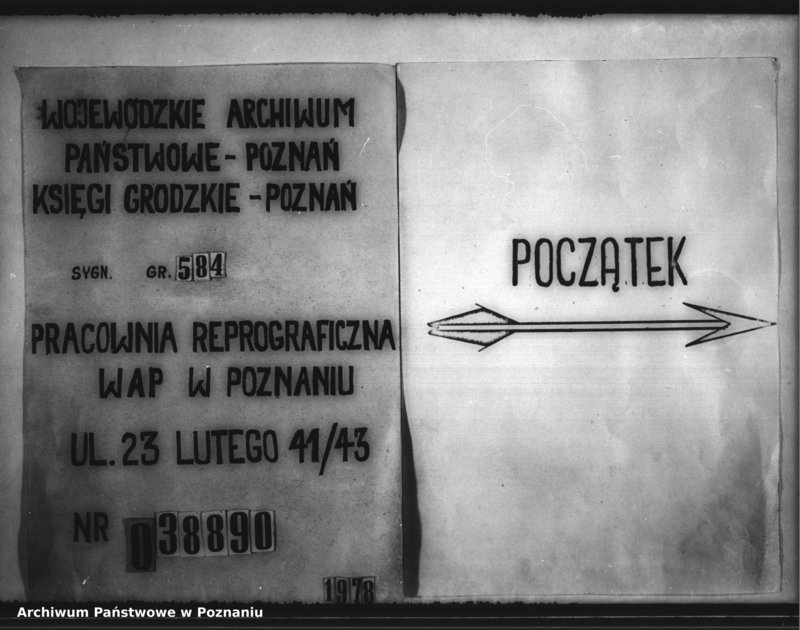 WOJEWÓDZKIE ARCHIWUM
PAŃSTWOWE - POZNAŃ
KSIĘGI GRODZKIE - POZNAŃ
SYGN. GR. 584
PRACOWNIA REPROGRAFICZNA
WAP W POZNANIU
UL. 23 LUTEGO 41/43
NR 038890
1978
POCZĄTEK
Archiwum Państwowe w Poznaniu